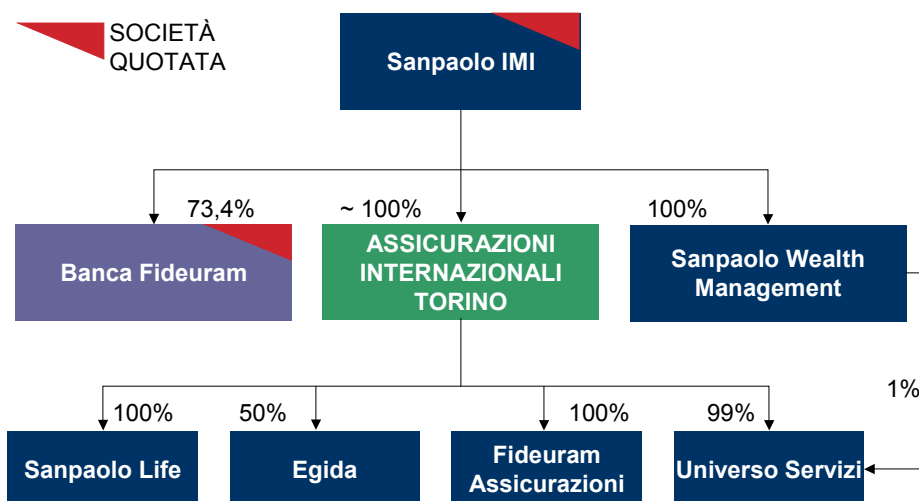 SOCIETÀ
QUOTATA
Sanpaolo IMI
73,4%
~ 100%
100%
Banca Fideuram
ASSICURAZIONI
INTERNAZIONALI
TORINO
Sanpaolo Wealth
Management
1%
100%
50%
100%
99%
Sanpaolo Life
Egida
Fideuram
Assicurazioni
Universo Servizi